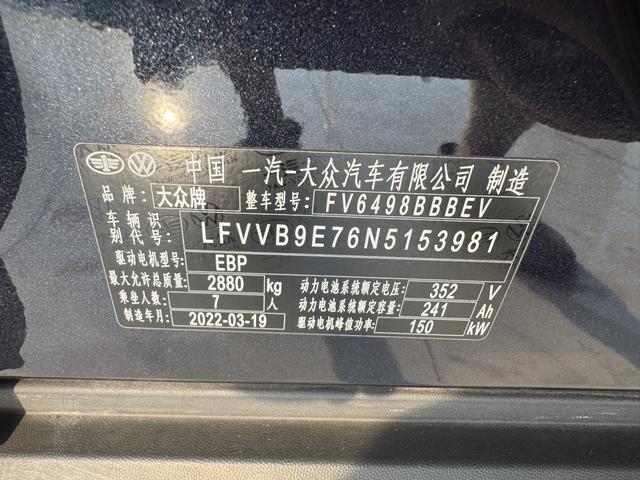 中国 一汽-大众汽车有限公司 制造
品牌: 大众牌 整车型号: FV6498BBBEV
车辆识别代号: LFVVB9E76N5153981
驱动电机型号: EBP
最大允许总质量: 2880 kg 动力电池系统额定电压: 352 V
乘坐人数: 7 人 动力电池系统额定容量: 241 Ah
制造年月: 2022-03-19 驱动电机峰值功率: 150 kW